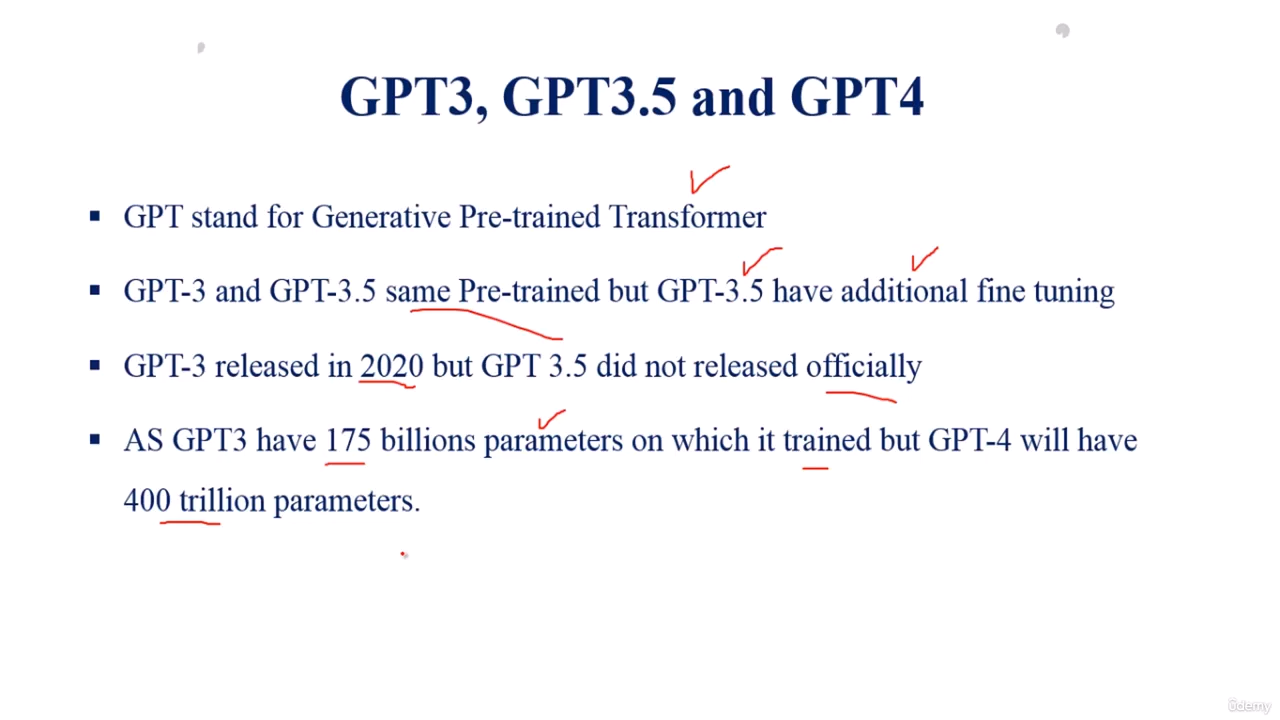 GPT3, GPT3.5 and GPT4
▪ GPT stand for Generative Pre-trained Transformer
▪ GPT-3 and GPT-3.5 same Pre-trained but GPT-3.5 have additional fine tuning
▪ GPT-3 released in 2020 but GPT 3.5 did not released officially
▪ AS GPT3 have 175 billions parameters on which it trained but GPT-4 will have
400 trillion parameters.
ûdemy